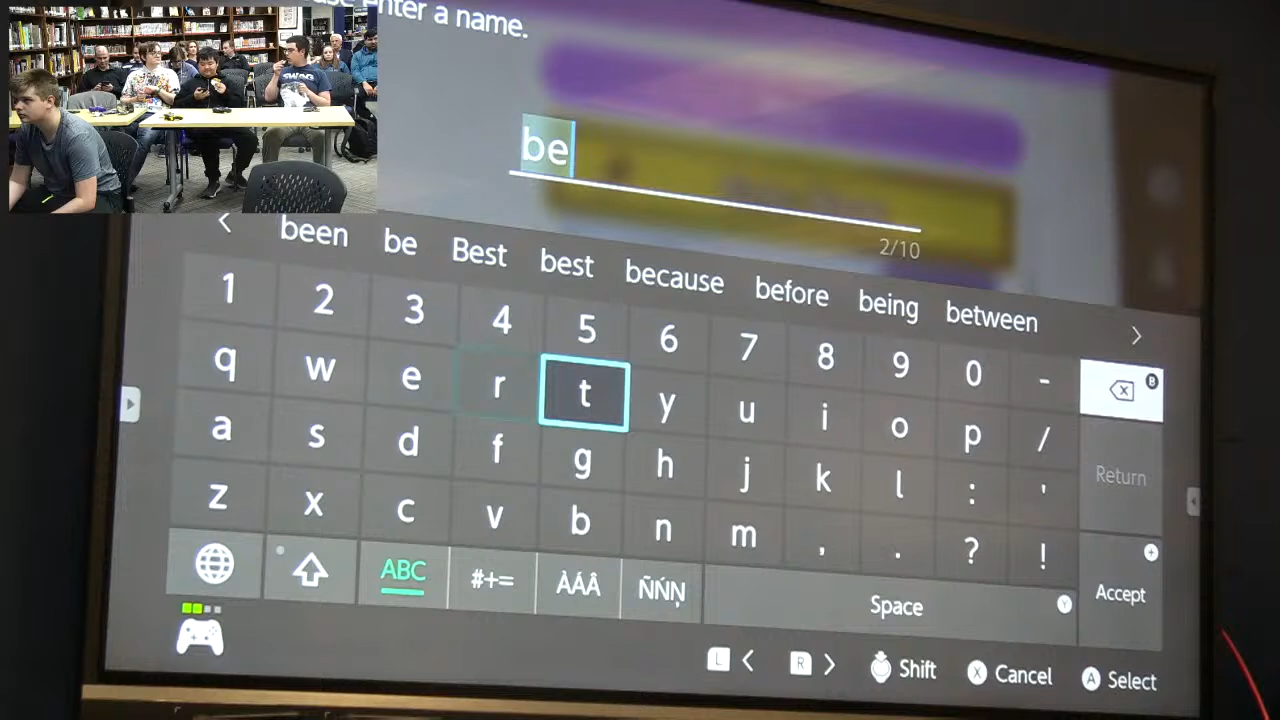 enter a name.
SWAG
be
2/10
been be Best best because before being between
1 2 3 4 5 6 7 8 9 0 -
q w e r t y u i o p /
a s d f g h j k l : '
z x c v b n m , . ? !
B
Return
+
Accept
ABC #+= ÀÁÂ ÑŃŅ Space Y
L < R > Shift X Cancel A Select